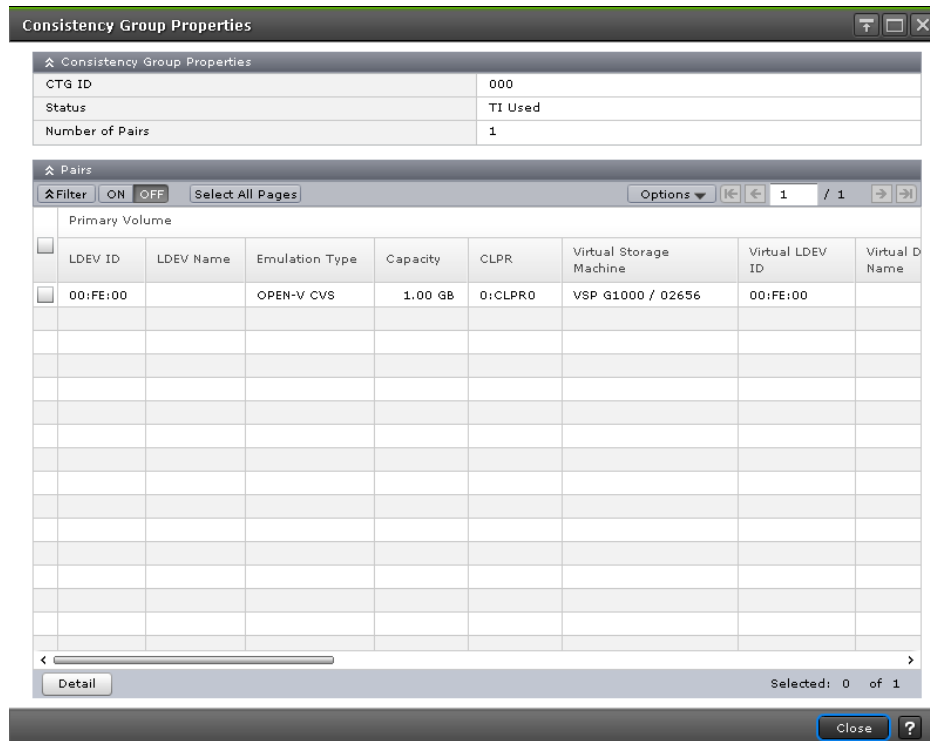 Consistency Group Properties
Consistency Group Properties
CTG ID 000
Status TI Used
Number of Pairs 1
Pairs
Filter ON OFF Select All Pages Options 1 / 1
Primary Volume
LDEV ID LDEV Name Emulation Type Capacity CLPR Virtual Storage Machine Virtual LDEV ID Virtual D Name
00:FE:00 OPEN-V CVS 1.00 GB 0:CLPR0 VSP G1000 / 02656 00:FE:00
Detail Selected: 0 of 1
Close ?